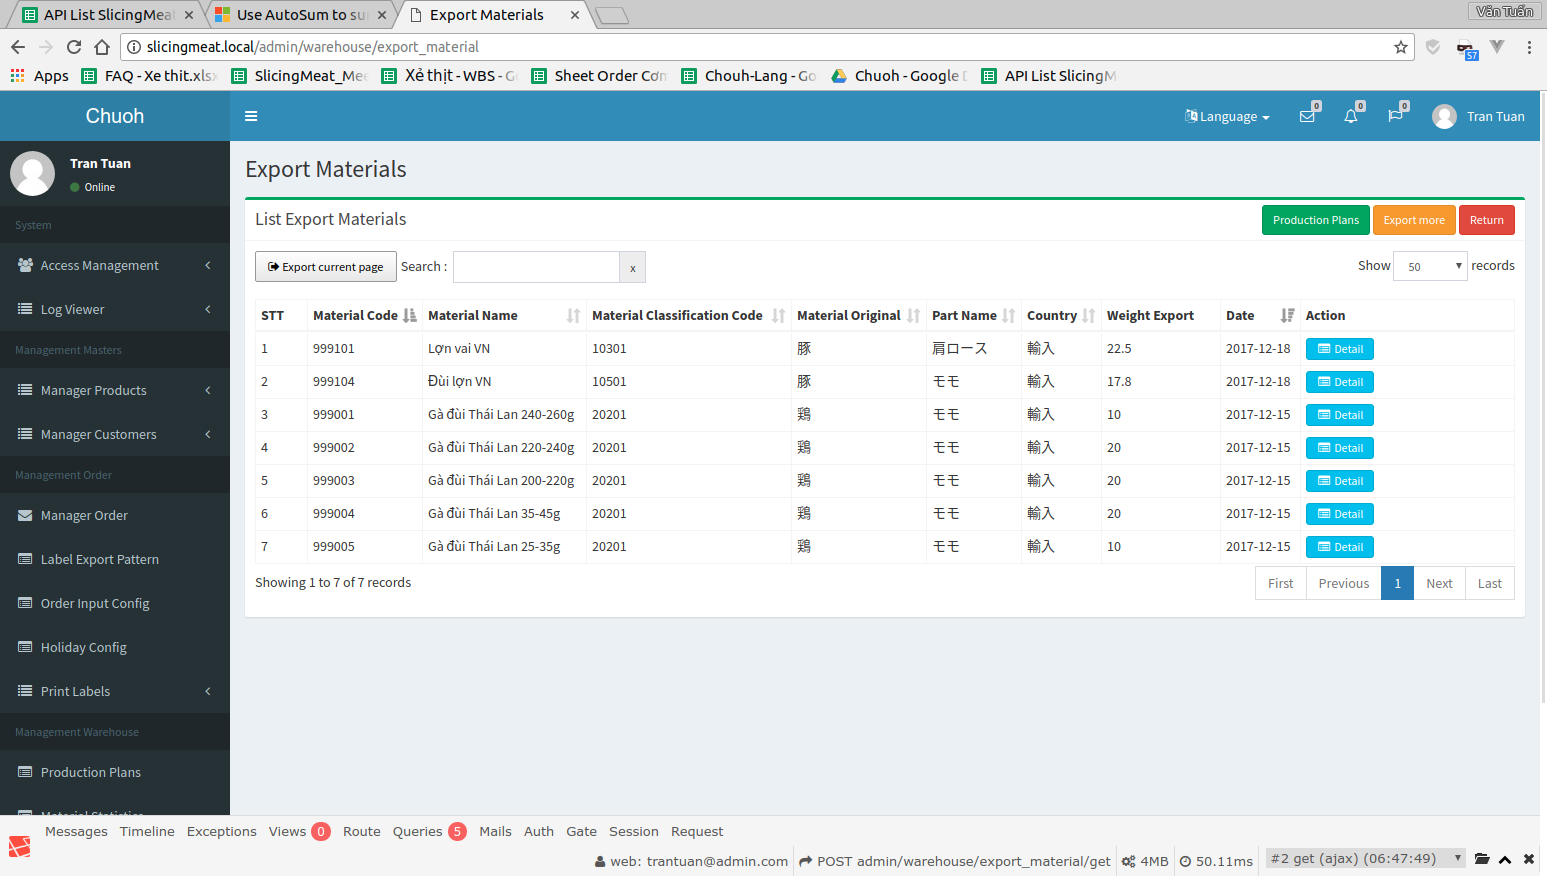 API List SlicingMeat
Use AutoSum to su
Export Materials
Văn Tuấn
slicingmeat.local/admin/warehouse/export_material
57
Apps
FAQ - Xe thit.xlsx
SlicingMeat_Mee
Xẻ thịt - WBS - Go
Sheet Order Cơm
Chouh-Lang - Go
Chuoh - Google D
API List SlicingM
Chuoh
Language
0
0
0
Tran Tuan
Tran Tuan
Online
System
Access Management
Log Viewer
Management Masters
Manager Products
Manager Customers
Management Order
Manager Order
Label Export Pattern
Order Input Config
Holiday Config
Print Labels
Management Warehouse
Production Plans
Material Statistics
Export Materials
List Export Materials
Production Plans
Export more
Return
Export current page
Search :
x
Show 50 records
STT Material Code Material Name Material Classification Code Material Original Part Name Country Weight Export Date Action
1 999101 Lợn vai VN 10301 豚 肩ロース 輸入 22.5 2017-12-18 Detail
2 999104 Đùi lợn VN 10501 豚 モモ 輸入 17.8 2017-12-18 Detail
3 999001 Gà đùi Thái Lan 240-260g 20201 鶏 モモ 輸入 10 2017-12-15 Detail
4 999002 Gà đùi Thái Lan 220-240g 20201 鶏 モモ 輸入 20 2017-12-15 Detail
5 999003 Gà đùi Thái Lan 200-220g 20201 鶏 モモ 輸入 20 2017-12-15 Detail
6 999004 Gà đùi Thái Lan 35-45g 20201 鶏 モモ 輸入 20 2017-12-15 Detail
7 999005 Gà đùi Thái Lan 25-35g 20201 鶏 モモ 輸入 10 2017-12-15 Detail
Showing 1 to 7 of 7 records
First Previous 1 Next Last
Messages Timeline Exceptions Views 0 Route Queries 5 Mails Auth Gate Session Request
web: trantuan@admin.com POST admin/warehouse/export_material/get 4MB 50.11ms #2 get (ajax) (06:47:49)